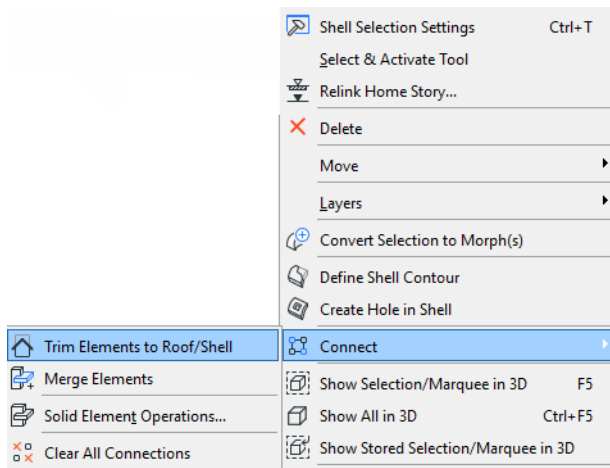 Shell Selection Settings Ctrl+T
Select & Activate Tool
Relink Home Story...
Delete
Move
Layers
Convert Selection to Morph(s)
Define Shell Contour
Create Hole in Shell
Connect
Show Selection/Marquee in 3D F5
Show All in 3D Ctrl+F5
Show Stored Selection/Marquee in 3D
Trim Elements to Roof/Shell
Merge Elements
Solid Element Operations...
Clear All Connections